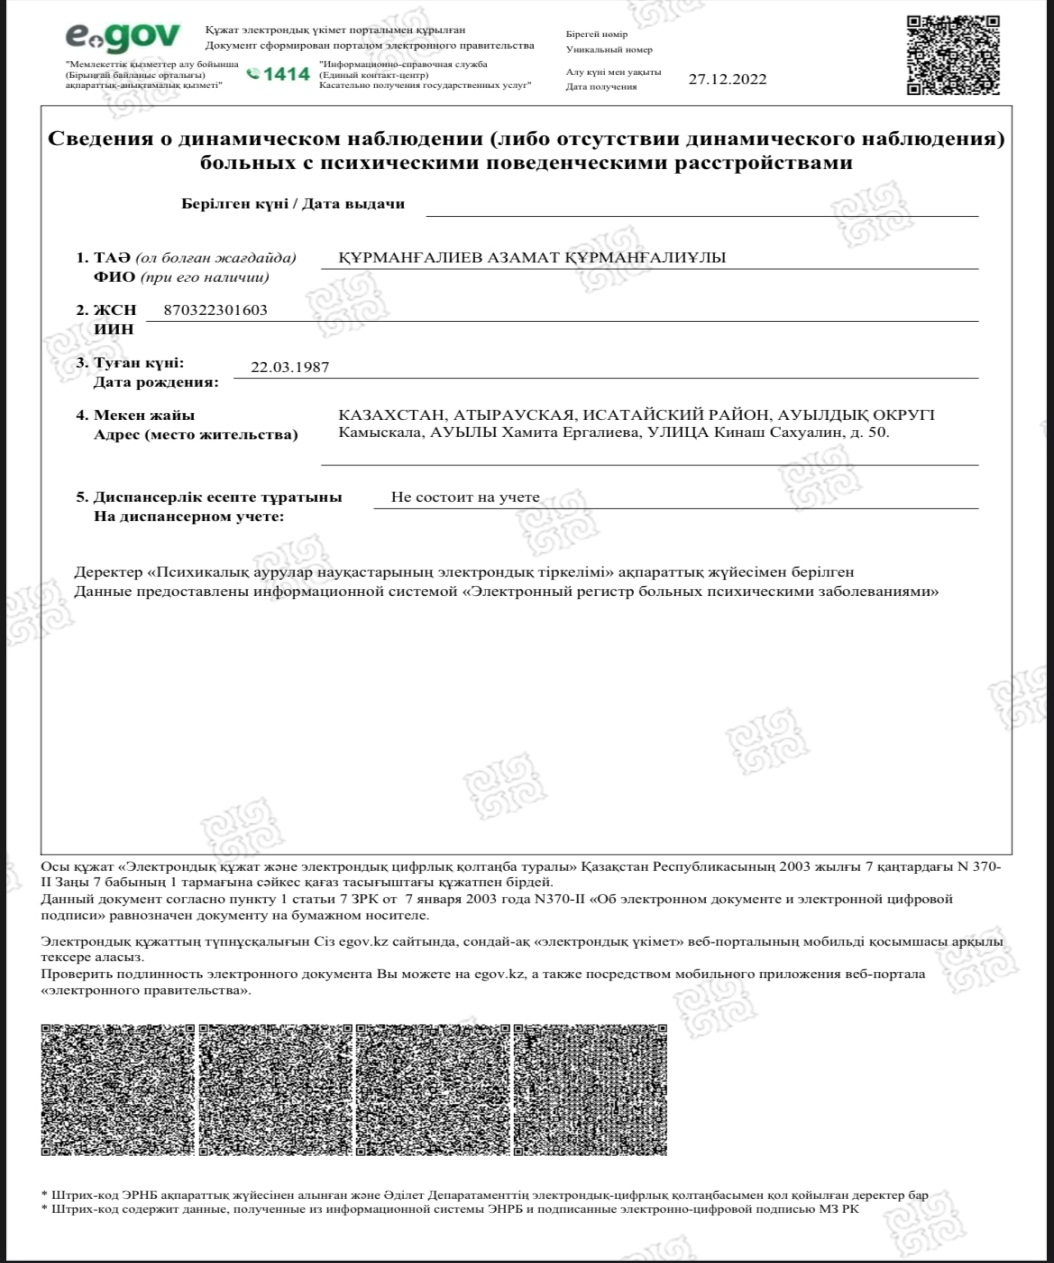 egov
Құжат электрондық үкімет порталымен құрылған
Документ сформирован порталом электронного правительства
"Мемлекеттік қызметтер алу бойынша
(Бірыңғай байланыс орталығы)
ақпараттық-анықтамалық қызметі"
1414
"Информационно-справочная служба
(Единый контакт-центр)
Касательно получения государственных услуг"
Бірегей нөмір
Уникальный номер
Алу күні мен уақыты
Дата получения
27.12.2022
Сведения о динамическом наблюдении (либо отсутствии динамического наблюдения)
больных с психическими поведенческими расстройствами
Берілген күні / Дата выдачи
1. ТАӘ (ол болған жағдайда) ҚҰРМАНҒАЛИЕВ АЗАМАТ ҚҰРМАНҒАЛИҰЛЫ
ФИО (при его наличии)
2. ЖСН 870322301603
ИИН
3. Туған күні: 22.03.1987
Дата рождения:
4. Мекен жайы КАЗАХСТАН, АТЫРАУСКАЯ, ИСАТАЙСКИЙ РАЙОН, АУЫЛДЫҚ ОКРУГІ
Адрес (место жительства) Камыскала, АУЫЛЫ Хамита Ергалиева, УЛИЦА Кинаш Сахуалин, д. 50.
5. Диспансерлік есепте тұратыны Не состоит на учете
На диспансерном учете:
Деректер «Психикалық аурулар науқастарының электрондық тіркелімі» ақпараттық жүйесімен берілген
Данные предоставлены информационной системой «Электронный регистр больных психическими заболеваниями»
Осы құжат «Электрондық құжат және электрондық цифрлық қолтаңба туралы» Қазақстан Республикасының 2003 жылғы 7 қаңтардағы N 370-
II Заңы 7 бабының 1 тармағына сәйкес қағаз тасығыштағы құжатпен бірдей.
Данный документ согласно пункту 1 статьи 7 ЗРК от 7 января 2003 года N370-II «Об электронном документе и электронной цифровой
подписи» равнозначен документу на бумажном носителе.
Электрондық құжаттың түпнұсқалығын Сіз egov.kz сайтында, сондай-ақ «электрондық үкімет» веб-порталының мобильді қосымшасы арқылы
тексере аласыз.
Проверить подлинность электронного документа Вы можете на egov.kz, а также посредством мобильного приложения веб-портала
«электронного правительства».
* Штрих-код ЭРНБ ақпараттық жүйесінен алынған және Әділет Депаратаменттің электрондық-цифрлық қолтаңбасымен қол қойылған деректер бар
* Штрих-код содержит данные, полученные из информационной системы ЭНРБ и подписанные электронно-цифровой подписью МЗ РК